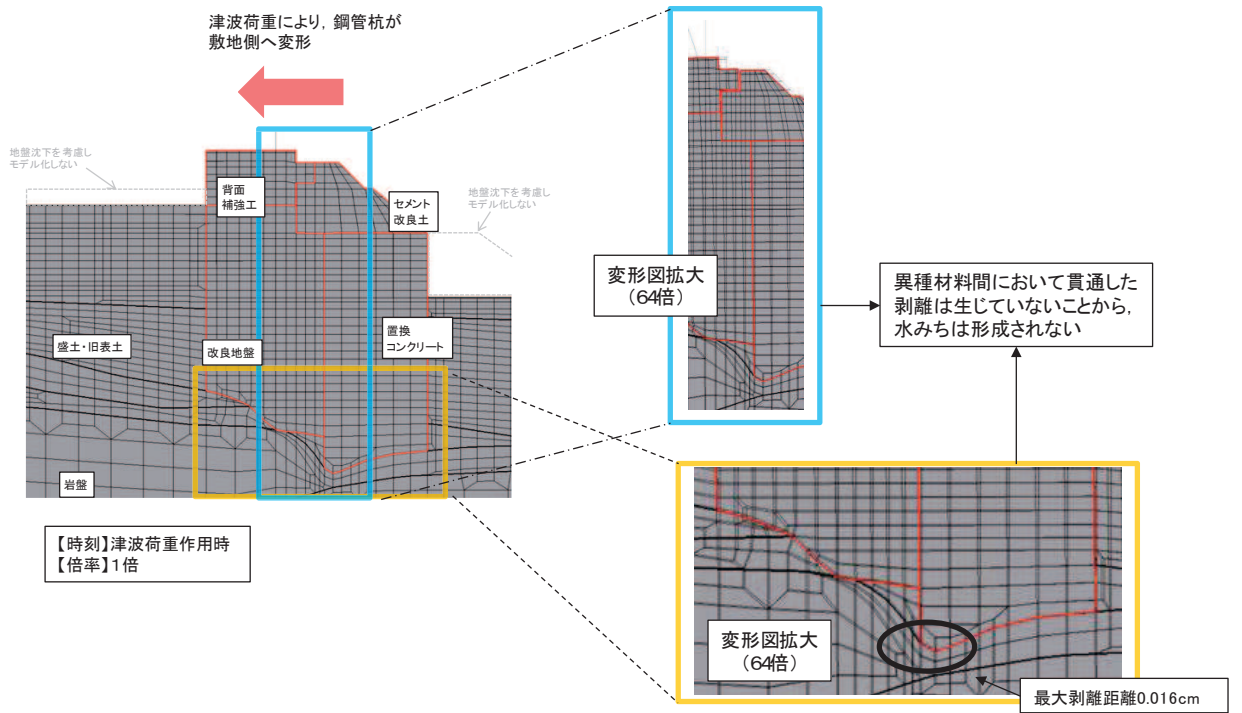 津波荷重により，鋼管杭が
敷地側へ変形
地盤沈下を考慮し
モデル化しない
背面
補強工
セメント
改良土
地盤沈下を考慮し
モデル化しない
盛土・旧表土
改良地盤
置換
コンクリート
岩盤
【時刻】津波荷重作用時
【倍率】1倍
変形図拡大
（64倍）
異種材料間において貫通した
剥離は生じていないことから，
水みちは形成されない
変形図拡大
（64倍）
最大剥離距離0.016cm